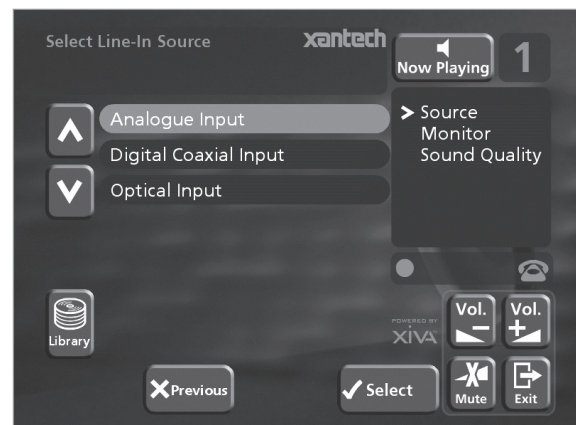 Select Line-In Source
xantech
Now Playing
1
Analogue Input
Digital Coaxial Input
Optical Input
> Source
Monitor
Sound Quality
Library
POWERED BY
XIVA
Vol.
Vol.
Previous
Select
Mute
Exit